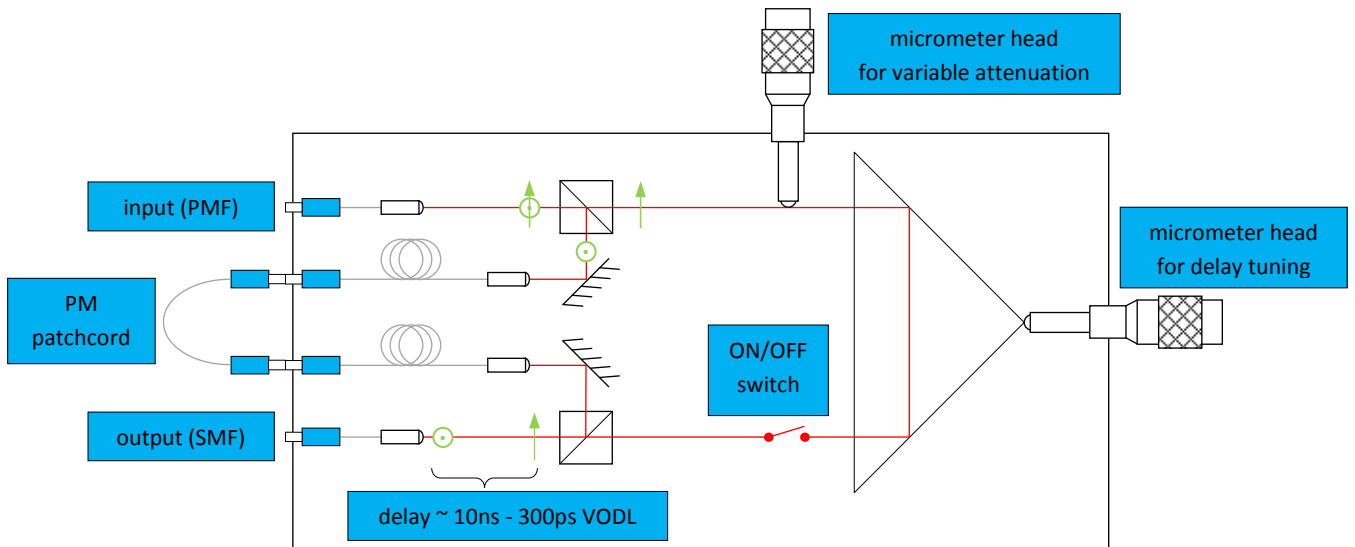 micrometer head
for variable attenuation
input (PMF)
micrometer head
for delay tuning
PM
patchcord
ON/OFF
switch
output (SMF)
delay ~ 10ns - 300ps VODL